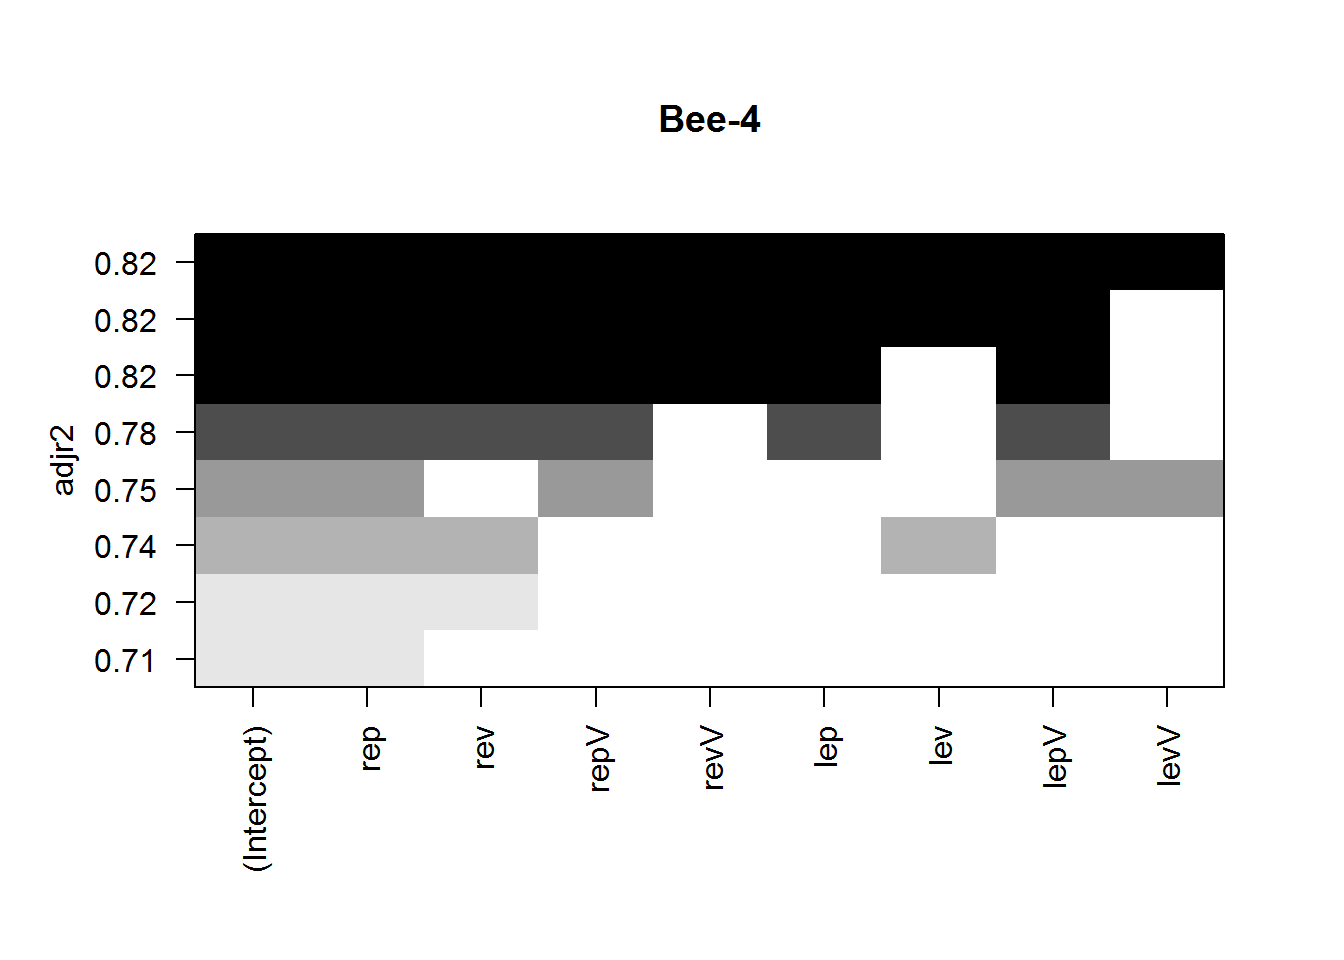 Bee-4
adjr2
0.82
0.82
0.82
0.78
0.75
0.74
0.72
0.71
(Intercept)
rep
rev
repV
revV
lep
lev
lepV
levV